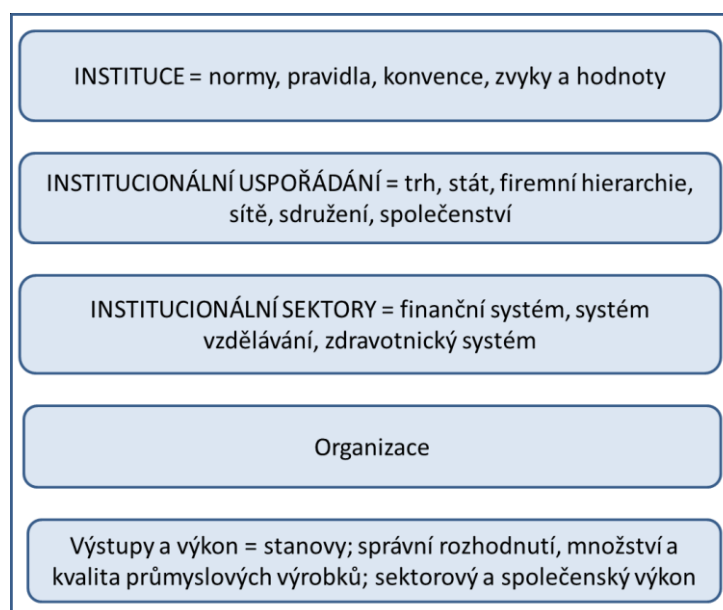 INSTITUCE = normy, pravidla, konvence, zvyky a hodnoty
INSTITUCIONÁLNÍ USPOŘÁDÁNÍ = trh, stát, firemní hierarchie,
sítě, sdružení, společenství
INSTITUCIONÁLNÍ SEKTORY = finanční systém, systém
vzdělávání, zdravotnický systém
Organizace
Výstupy a výkon = stanovy; správní rozhodnutí, množství a
kvalita průmyslových výrobků; sektorový a společenský výkon